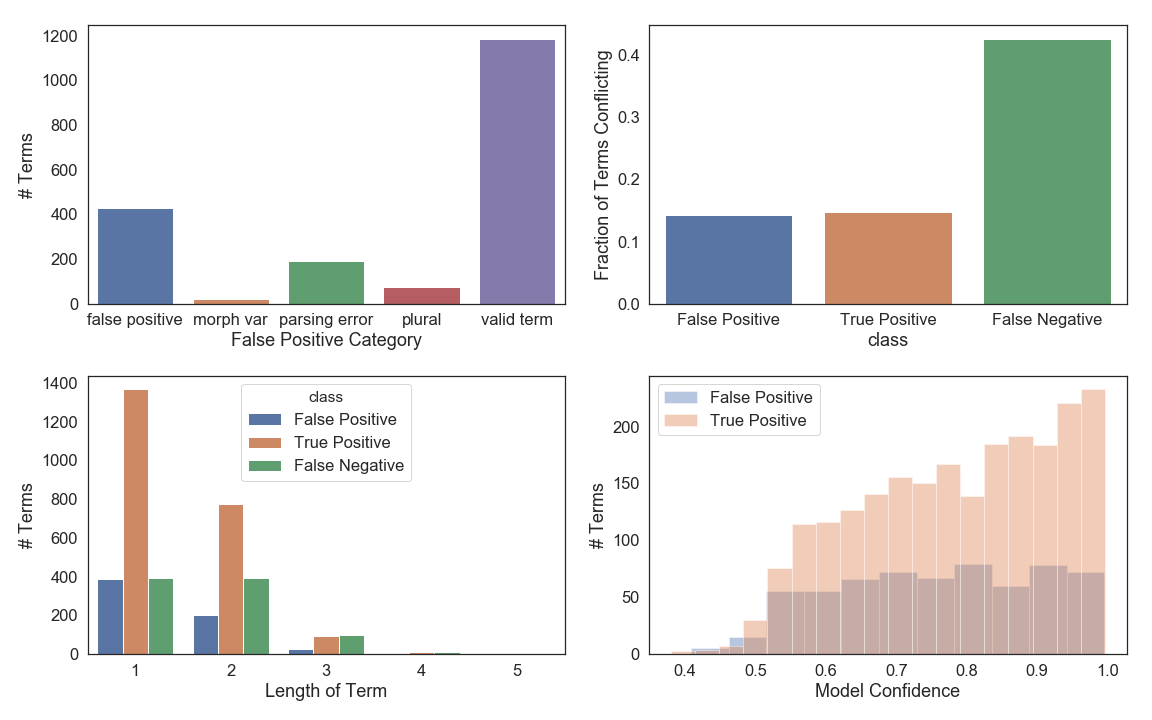 # Terms
1200
1000
800
600
400
200
0
false positive morph var parsing error plural valid term
False Positive Category
Fraction of Terms Conflicting
0.4
0.3
0.2
0.1
0.0
False Positive True Positive False Negative
class
# Terms
1400
1200
1000
800
600
400
200
0
class
False Positive
True Positive
False Negative
1 2 3 4 5
Length of Term
# Terms
200
150
100
50
0
False Positive
True Positive
0.4 0.5 0.6 0.7 0.8 0.9 1.0
Model Confidence